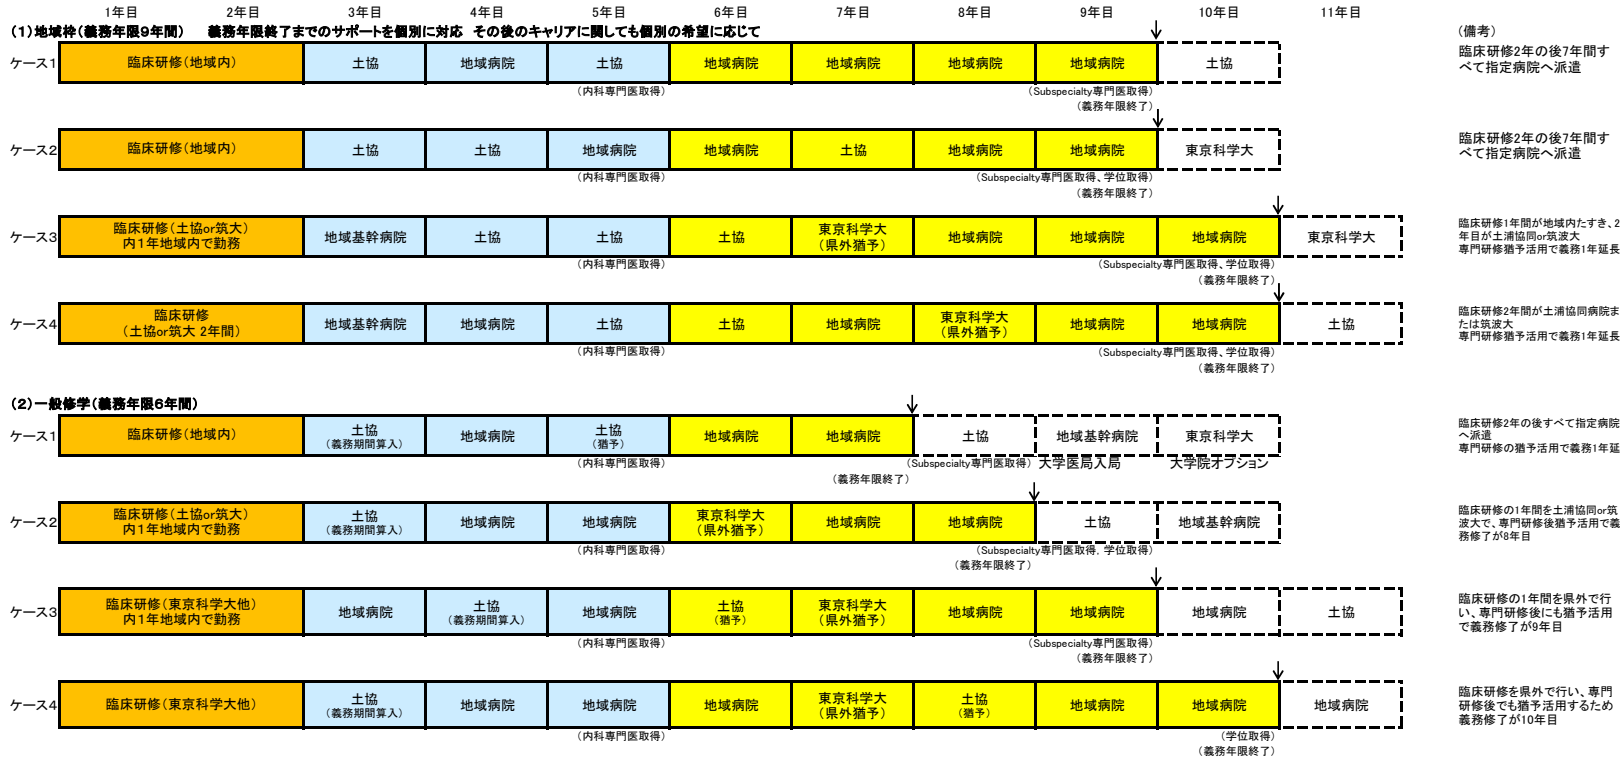 1年目 2年目 3年目 4年目 5年目 6年目 7年目 8年目 9年目 10年目 11年目
(1)地域枠(義務年限9年間) 義務年限終了までのサポートを個別に対応 その後のキャリアに関しても個別の希望に応じて
(備考)
ケース1 臨床研修(地域内) 土協 地域病院 土協 地域病院 地域病院 地域病院 地域病院 土協
臨床研修2年の後7年間す
べて指定病院へ派遣
(内科専門医取得) (Subspecialty専門医取得)
(義務年限終了)
ケース2 臨床研修(地域内) 土協 土協 地域病院 地域病院 土協 地域病院 地域病院 東京科学大
臨床研修2年の後7年間す
べて指定病院へ派遣
(内科専門医取得) (Subspecialty専門医取得、学位取得)
(義務年限終了)
ケース3 臨床研修(土協or筑大)
内1年地域内で勤務
地域基幹病院 土協 土協 土協 東京科学大
(県外猶予)
地域病院 地域病院 地域病院 東京科学大
臨床研修1年間が地域内たすき、2
年目が土浦協同or筑波大
専門研修猶予活用で義務1年延長
(内科専門医取得) (Subspecialty専門医取得、学位取得)
(義務年限終了)
ケース4 臨床研修
(土協or筑大 2年間)
地域基幹病院 地域病院 土協 土協 地域病院 東京科学大
(県外猶予)
地域病院 地域病院 土協
臨床研修2年間が土浦協同病院ま
たは筑波大
専門研修猶予活用で義務1年延長
(内科専門医取得) (Subspecialty専門医取得、学位取得)
(義務年限終了)
(2)一般修学(義務年限6年間)
ケース1 臨床研修(地域内) 土協
(義務期間算入)
地域病院 土協
(猶予)
地域病院 地域病院 土協 地域基幹病院 東京科学大
臨床研修2年の後すべて指定病院
へ派遣
専門研修の猶予活用で義務1年延
(内科専門医取得) (Subspecialty専門医取得) 大学医局入局 大学院オプション
(義務年限終了)
ケース2 臨床研修(土協or筑大)
内1年地域内で勤務
土協
(義務期間算入)
地域病院 地域病院 東京科学大
(県外猶予)
地域病院 地域病院 土協 地域基幹病院
臨床研修の1年間を土浦協同or筑
波大で、専門研修後猶予活用で義
務修了が8年目
(内科専門医取得) (Subspecialty専門医取得, 学位取得)
(義務年限終了)
ケース3 臨床研修(東京科学大他)
内1年地域内で勤務
地域病院 土協
(義務期間算入)
地域病院 土協
(猶予)
東京科学大
(県外猶予)
地域病院 地域病院 地域病院 土協
臨床研修の1年間を県外で行
い、専門研修後にも猶予活用
で義務修了が9年目
(内科専門医取得) (Subspecialty専門医取得)
(義務年限終了)
ケース4 臨床研修(東京科学大他) 土協
(義務期間算入)
地域病院 地域病院 地域病院 東京科学大
(県外猶予)
土協
(猶予)
地域病院 地域病院 地域病院
臨床研修を県外で行い、専門
研修後でも猶予活用するため
義務修了が10年目
(内科専門医取得) (学位取得)
(義務年限終了)